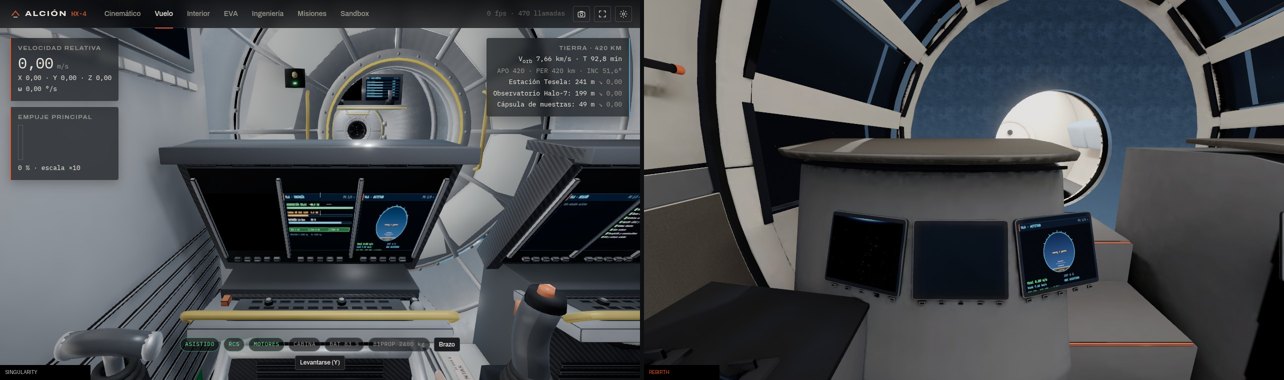 ALCIÓN HX-4 Cinemático Vuelo Interior EVA Ingeniería Misiones Sandbox 0 fps · 470 llamadas
VELOCIDAD RELATIVA
0,00 m/s
X 0,00 · Y 0,00 · Z 0,00
ω 0,00 °/s
EMPUJE PRINCIPAL
0 % · escala ×10
TIERRA · 420 KM
Vorb 7,66 km/s · T 92,8 min
APO 420 · PER 420 km · INC 51,6°
Estación Tesela: 241 m ↘ 0,00
Observatorio Halo-7: 199 m ↘ 0,00
Cápsula de muestras: 49 m ↘ 0,00
ASISTIDO RCS MOTORES Brazo
Levantarse (Y)
SINGULARITY
REBIRTH